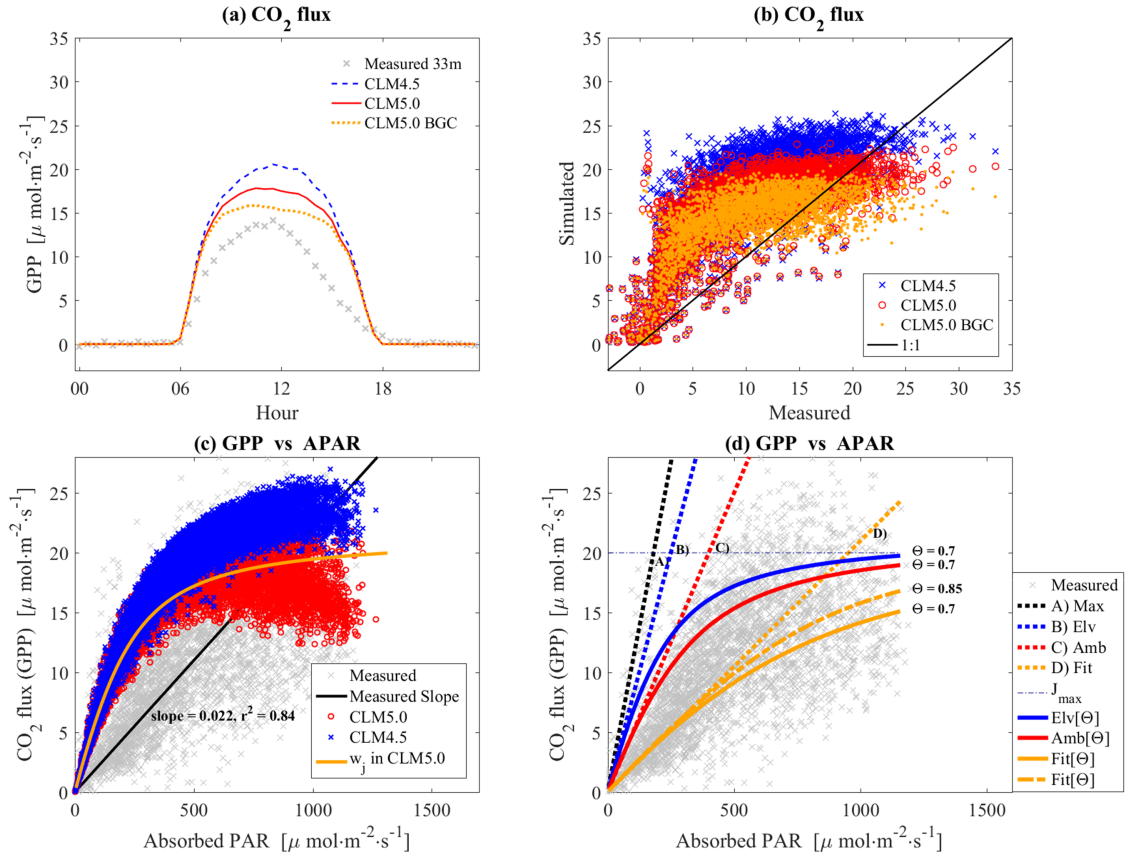 (a) CO2 flux
35
30
25
20
15
10
5
0
GPP [μ mol·m-2·s-1]
Measured 33m
CLM4.5
CLM5.0
CLM5.0 BGC
00 06 12 18
Hour
(b) CO2 flux
35
30
25
20
15
10
5
0
Simulated
CLM4.5
CLM5.0
CLM5.0 BGC
1:1
0 5 10 15 20 25 30 35
Measured
(c) GPP vs APAR
25
20
15
10
5
0
CO2 flux (GPP) [μ mol·m-2·s-1]
slope = 0.022, r2 = 0.84
Measured
Measured Slope
CLM5.0
CLM4.5
wj in CLM5.0
0 500 1000 1500
Absorbed PAR [μ mol·m-2·s-1]
(d) GPP vs APAR
25
20
15
10
5
0
CO2 flux (GPP) [μ mol·m-2·s-1]
A)
B)
C)
D)
Θ = 0.7
Θ = 0.7
Θ = 0.85
Θ = 0.7
0 500 1000 1500
Absorbed PAR [μ mol·m-2·s-1]
Measured
A) Max
B) Elv
C) Amb
D) Fit
Jmax
Elv[Θ]
Amb[Θ]
Fit[Θ]
Fit[Θ]